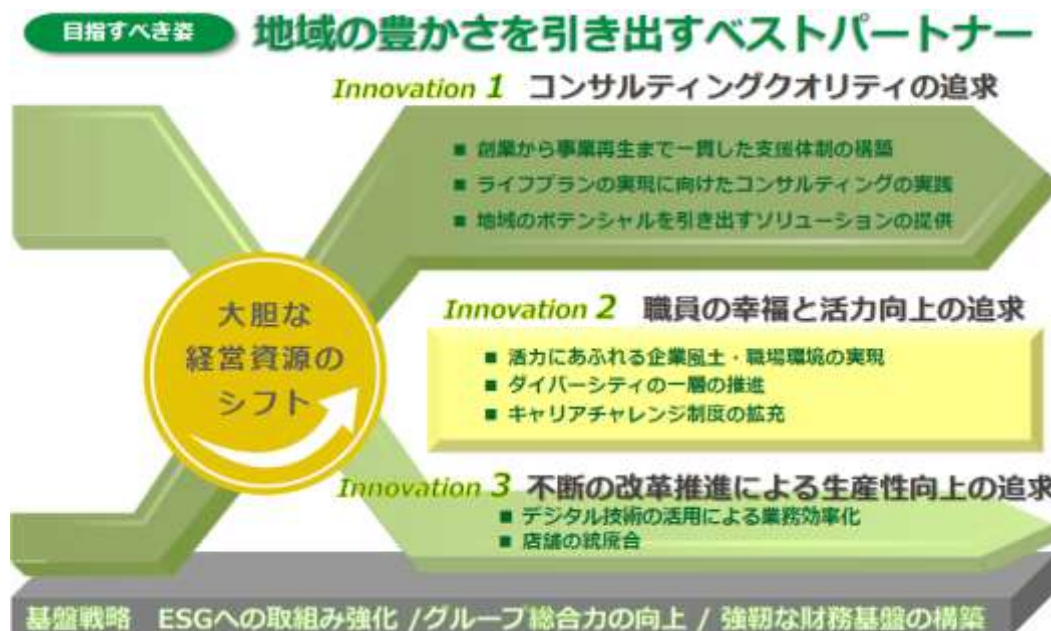 目指すべき姿 地域の豊かさを引き出すベストパートナー
Innovation 1 コンサルティングクオリティの追求
■ 創業から事業再生まで一貫した支援体制の構築
■ ライフプランの実現に向けたコンサルティングの実践
■ 地域のポテンシャルを引き出すソリューションの提供
大胆な
経営資源の
シフト
Innovation 2 職員の幸福と活力向上の追求
■ 活力にあふれる企業風土・職場環境の実現
■ ダイバーシティの一層の推進
■ キャリアチャレンジ制度の拡充
Innovation 3 不断の改革推進による生産性向上の追求
■ デジタル技術の活用による業務効率化
■ 店舗の統廃合
基盤戦略 ESGへの取組み強化 /グループ総合力の向上 / 強靭な財務基盤の構築